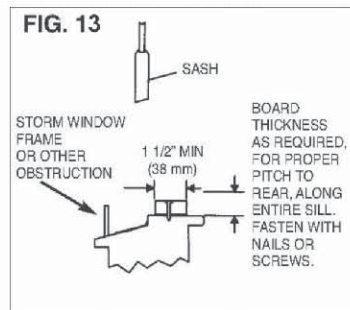 FIG. 13
SASH
STORM WINDOW
FRAME
OR OTHER
OBSTRUCTION
1 1/2" MIN
(38 mm)
BOARD
THICKNESS
AS REQUIRED,
FOR PROPER
PITCH TO
REAR, ALONG
ENTIRE SILL.
FASTEN WITH
NAILS OR
SCREWS.